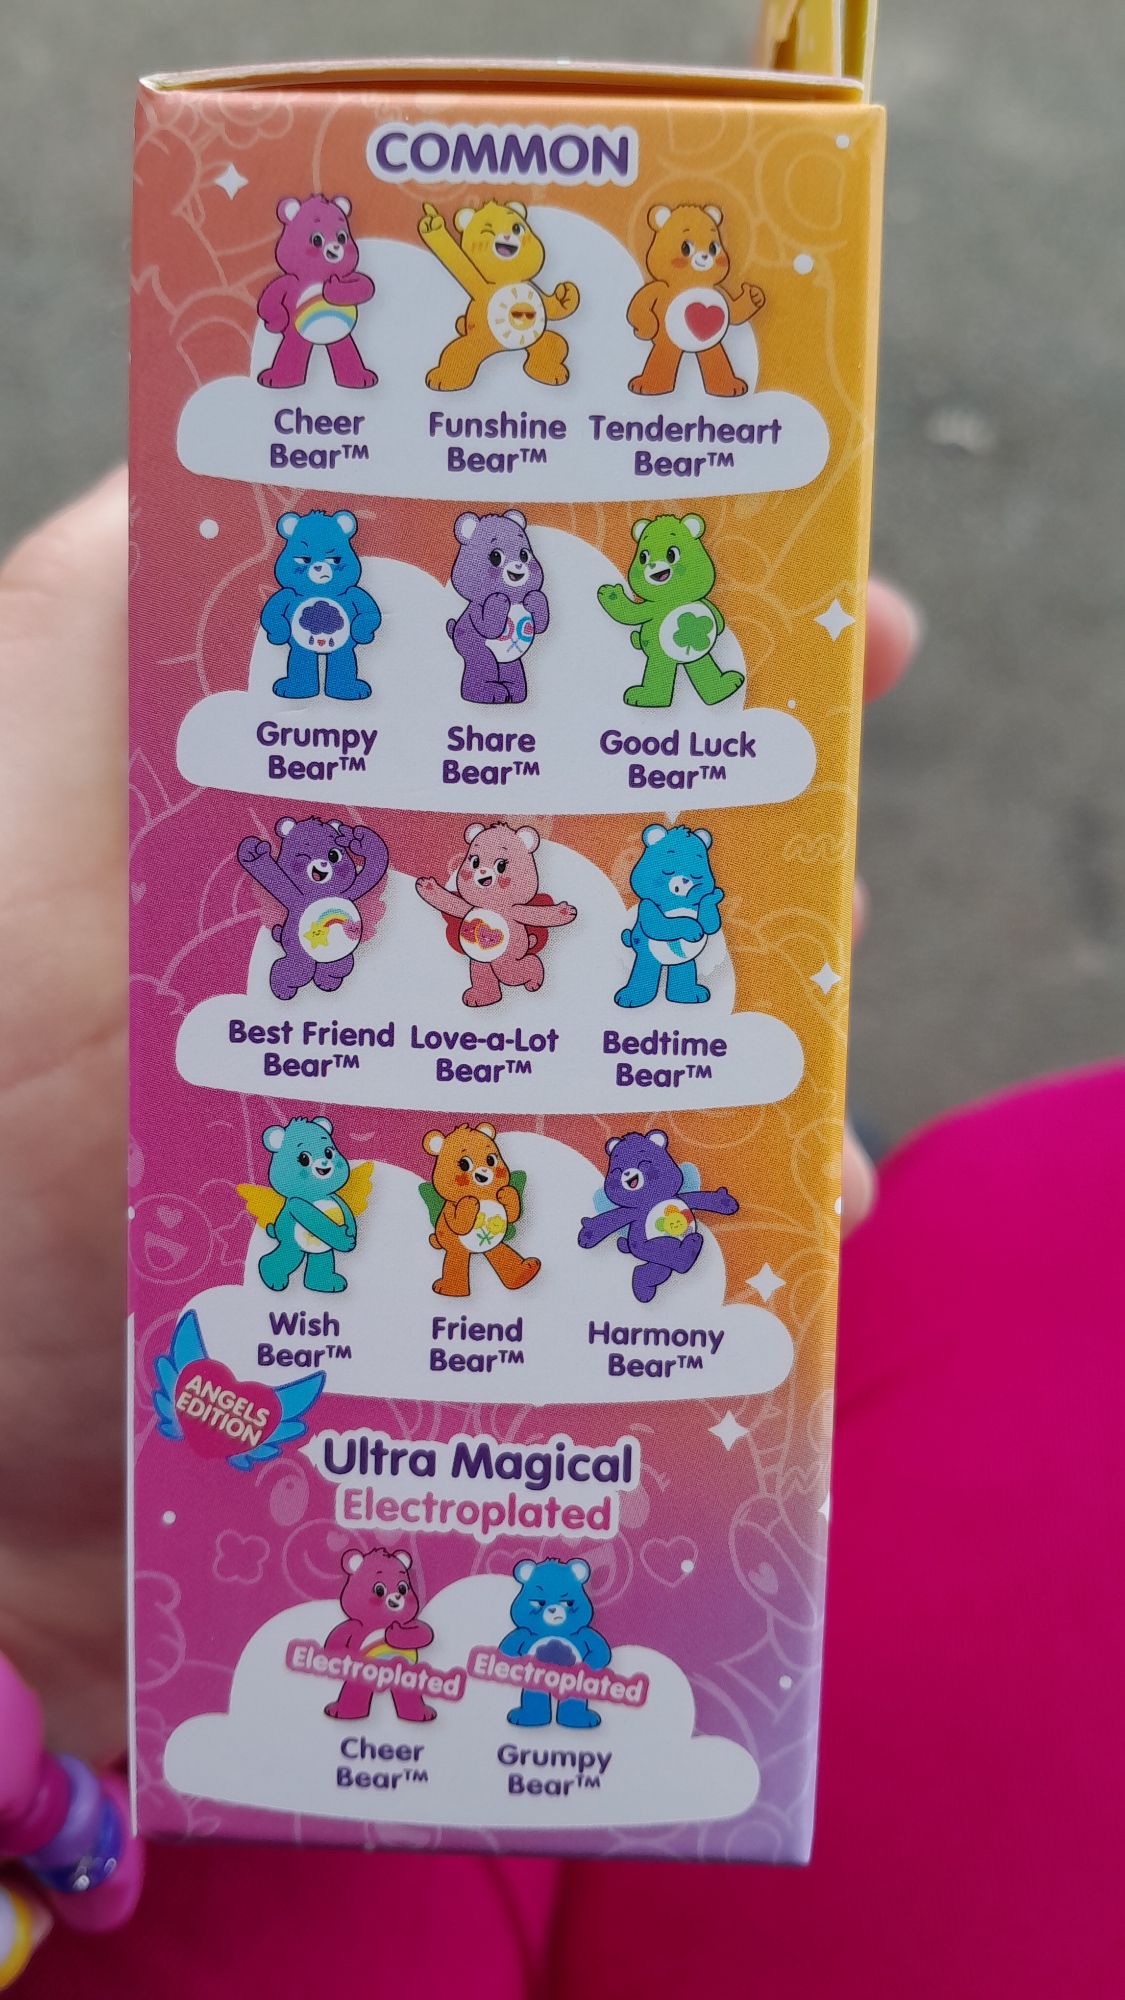 COMMON
Cheer Bear™
Funshine Bear™
Tenderheart Bear™
Grumpy Bear™
Share Bear™
Good Luck Bear™
Best Friend Bear™
Love-a-Lot Bear™
Bedtime Bear™
Wish Bear™
Friend Bear™
Harmony Bear™
ANGELS
EDITION
Ultra Magical
Electroplated
Electroplated
Electroplated
Cheer Bear™
Grumpy Bear™